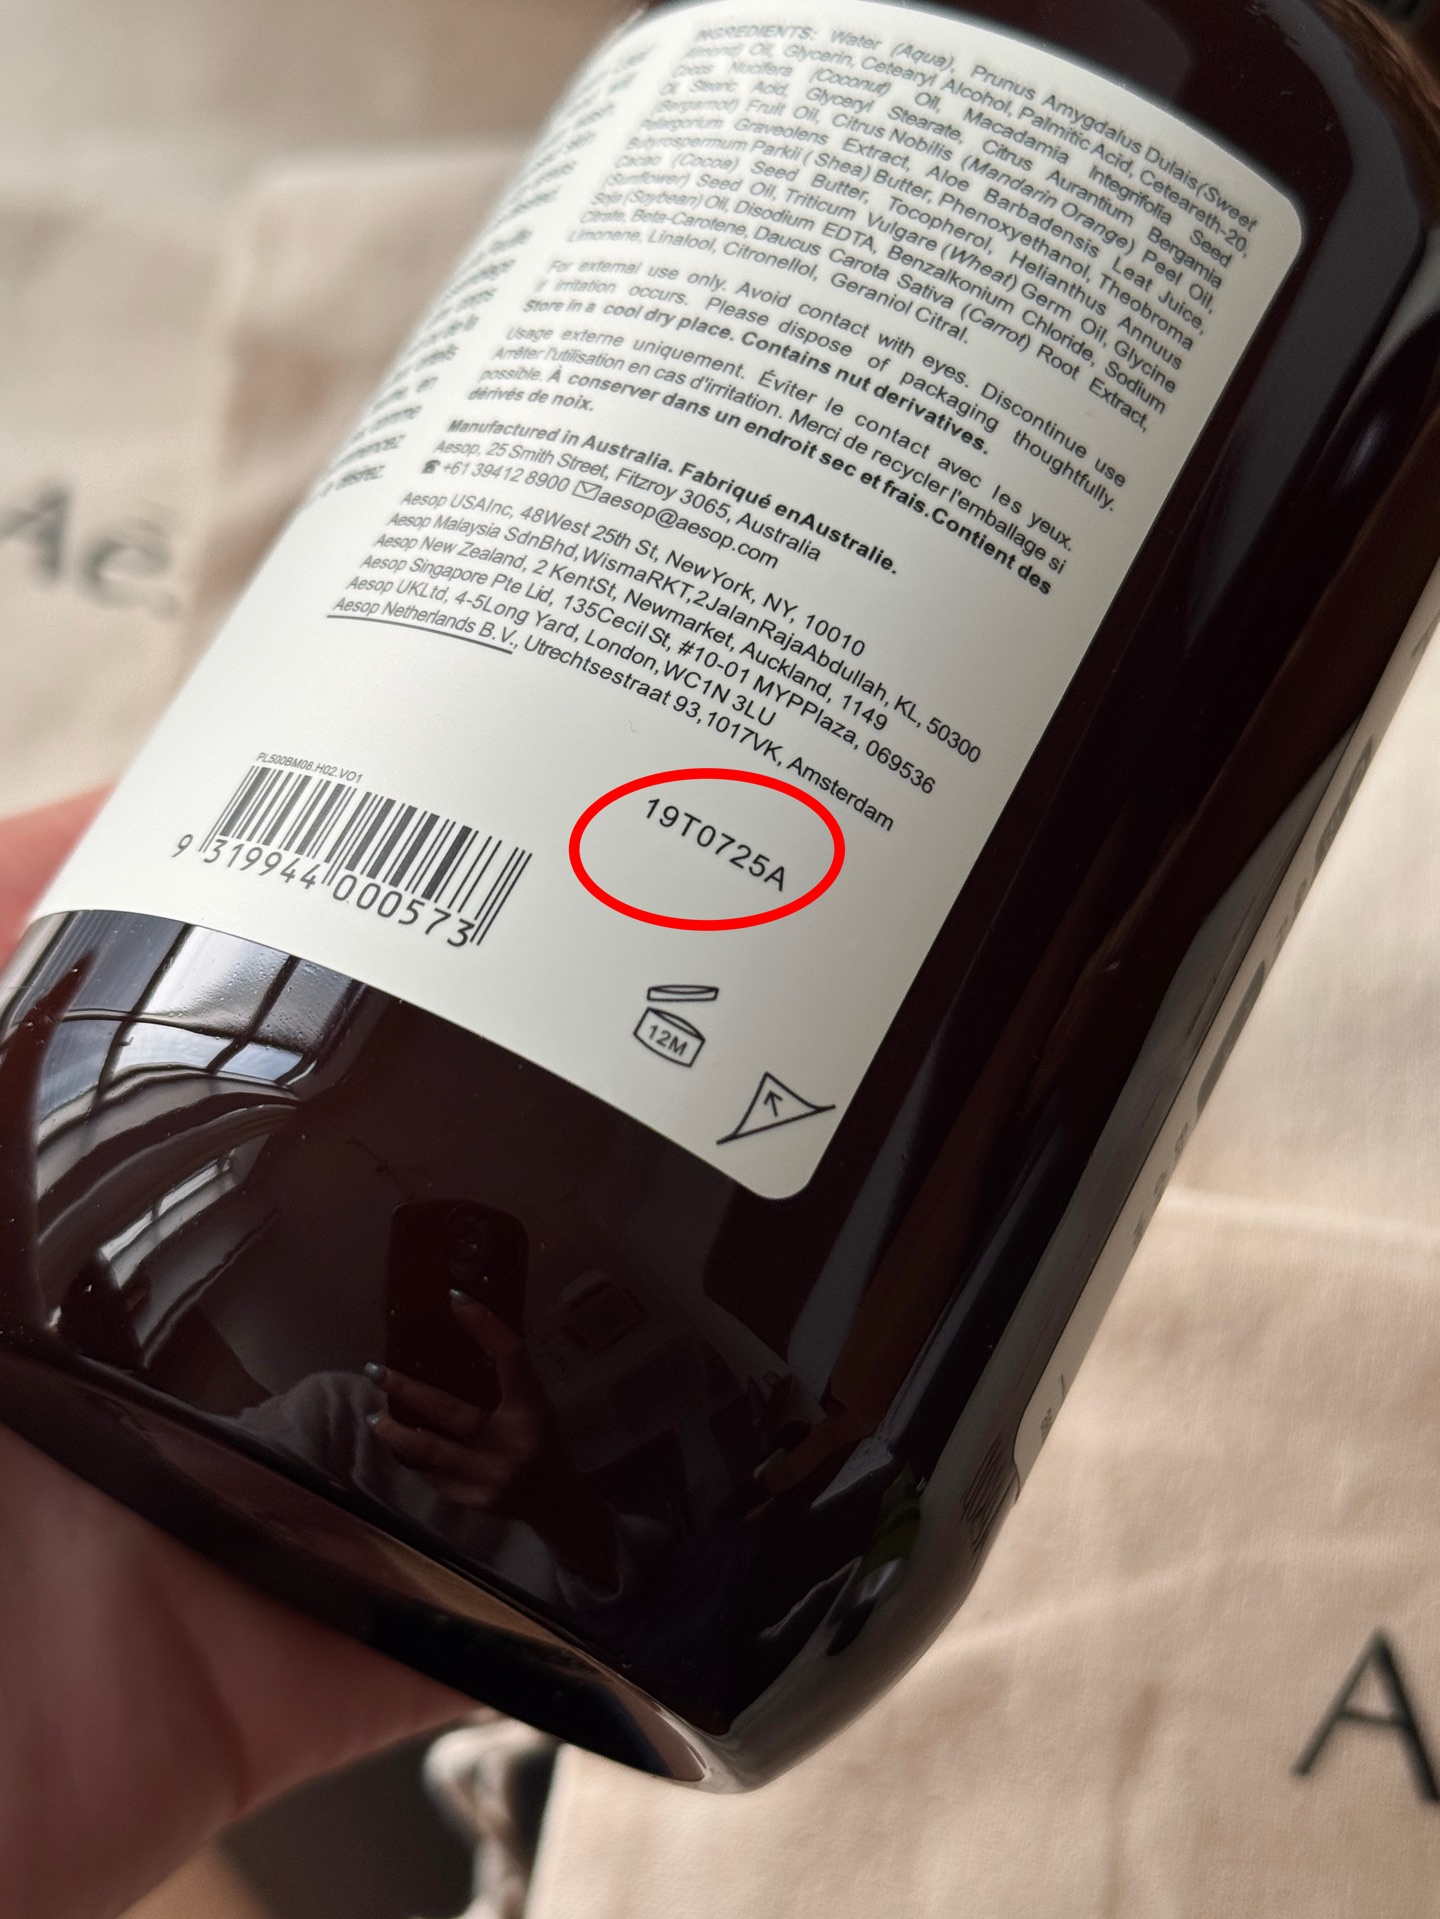 INGREDIENTS: Water (Aqua), Prunus Amygdalus Dulais (Sweet
Almond) Oil, Glycerin, Cetearyl Alcohol, Palmitic Acid, Ceteareth-20,
Cocos Nucifera (Coconut) Oil, Macadamia Integrifolia Seed
Oil Stearic Acid, Glyceryl Stearate, Citrus Aurantium Bergamia
(Bergamot) Fruit Oil, Citrus Nobilis (Mandarin Orange) Peel Oil,
Pelargorium Graveolens Extract, Aloe Barbadensis Leat Juice,
Butyrospermum Parkii ( Shea) Butter, Phenoxyethanol, Theobroma
Cacao (Cocoa) Seed Butter, Tocopherol, Helianthus Annuus
(Sunflower) Seed Oil, Triticum Vulgare (Wheat) Germ Oil, Glycine
Soja (Soybean) Oil, Disodium EDTA, Benzalkonium Chloride, Sodium
Citrate, Beta-Carotene, Daucus Carota Sativa (Carrot) Root Extract,
Limonene, Linalool, Citronellol, Geraniol Citral.
For external use only. Avoid contact with eyes. Discontinue use
if irritation occurs. Please dispose of packaging thoughtfully.
Store in a cool dry place. Contains nut derivatives.
Usage externe uniquement. Éviter le contact avec les yeux.
Arrêter l'utilisation en cas d'irritation. Merci de recycler l'emballage si
possible. À conserver dans un endroit sec et frais. Contient des
dérivés de noix.
Manufactured in Australia. Fabriqué enAustralie.
Aesop, 25 Smith Street, Fitzroy 3065, Australia
☎ +61 39412 8900 ✉aesop@aesop.com
Aesop USAInc, 48West 25th St, NewYork, NY, 10010
Aesop Malaysia SdnBhd,WismaRKT,2JalanRajaAbdullah, KL, 50300
Aesop New Zealand, 2 KentSt, Newmarket, Auckland, 1149
Aesop Singapore Pte Lid, 135Cecil St, #10-01 MYPPlaza, 069536
Aesop UKLtd, 4-5Long Yard, London, WC1N 3LU
Aesop Netherlands B.V., Utrechtsestraat 93,1017VK, Amsterdam
PL500BM08.H02.VO1
9 319944 000573
19T0725A
12M
A